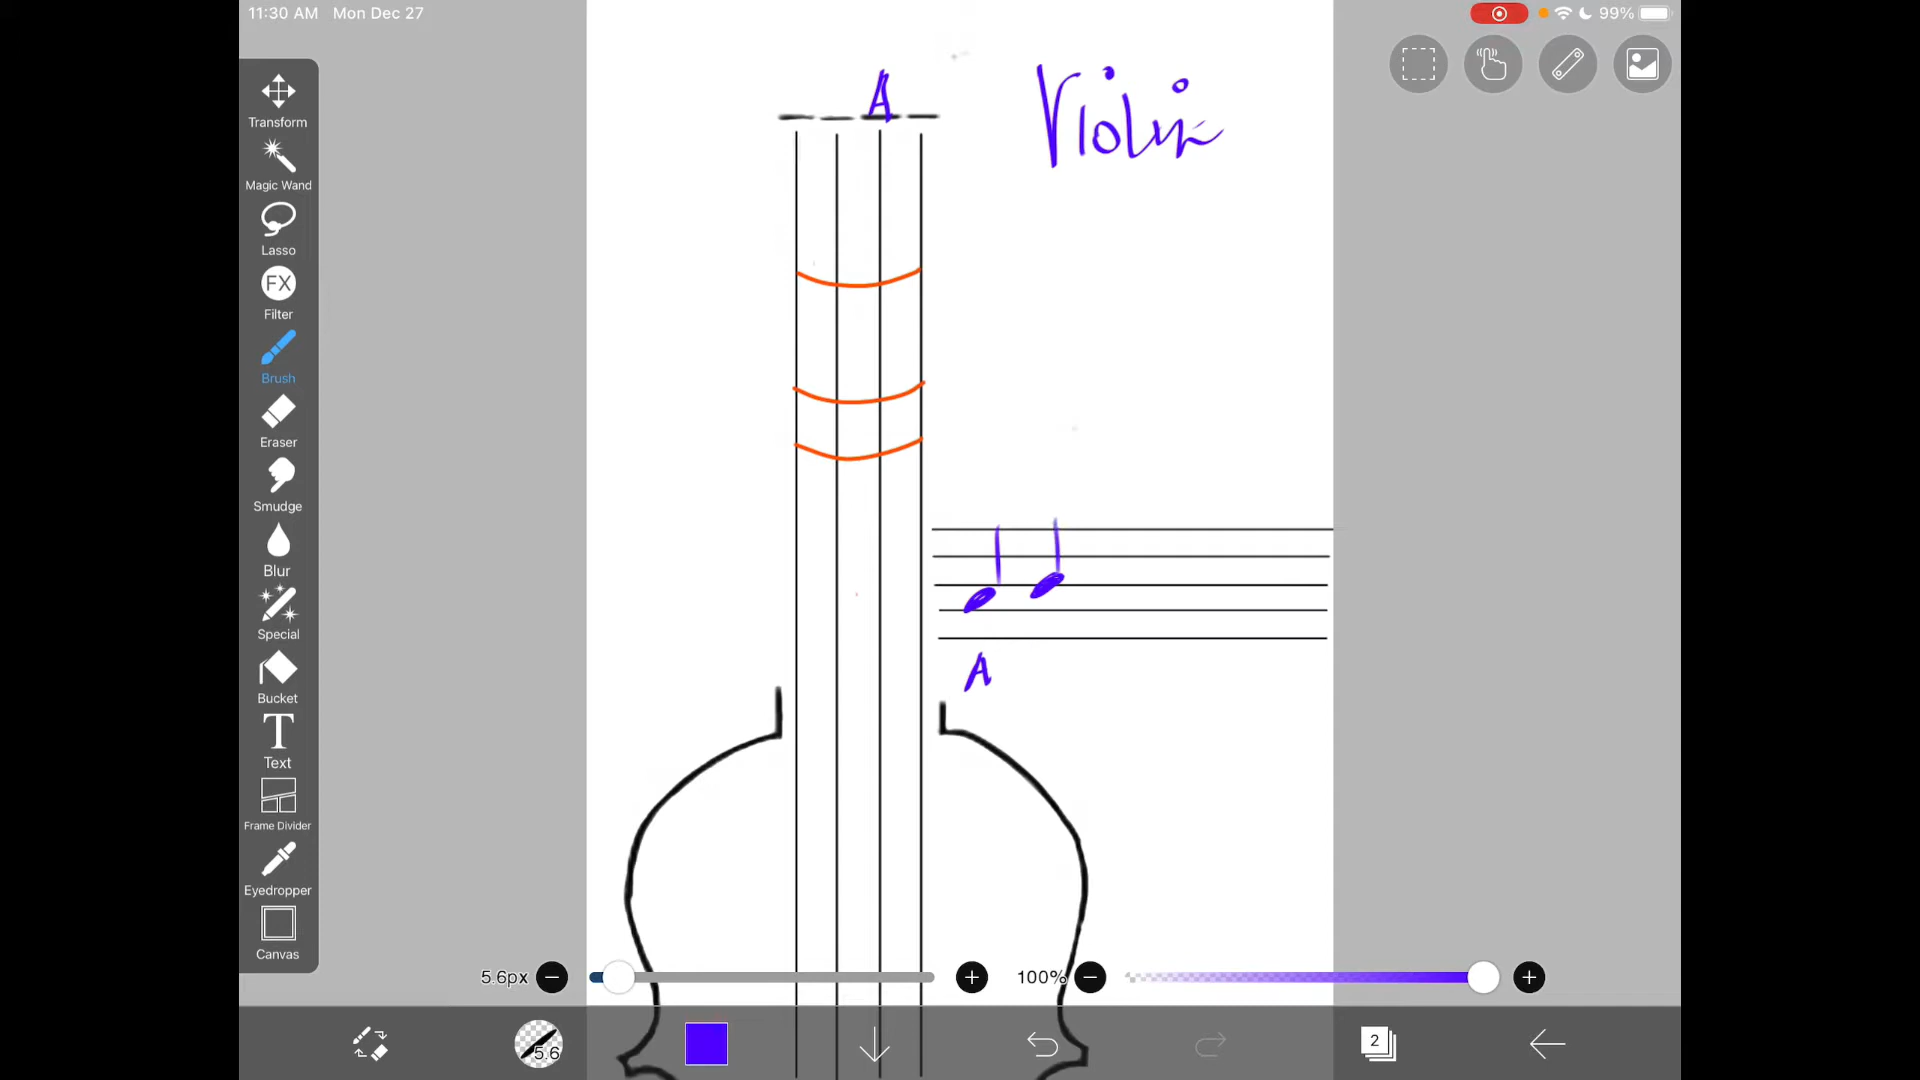 11:30 AM Mon Dec 27
99%
A
Violin
Transform
Magic Wand
Lasso
FX
Filter
Brush
Eraser
Smudge
Blur
Special
Bucket
T
Text
Frame Divider
Eyedropper
Canvas
A
5.6px
100%
5.6
2